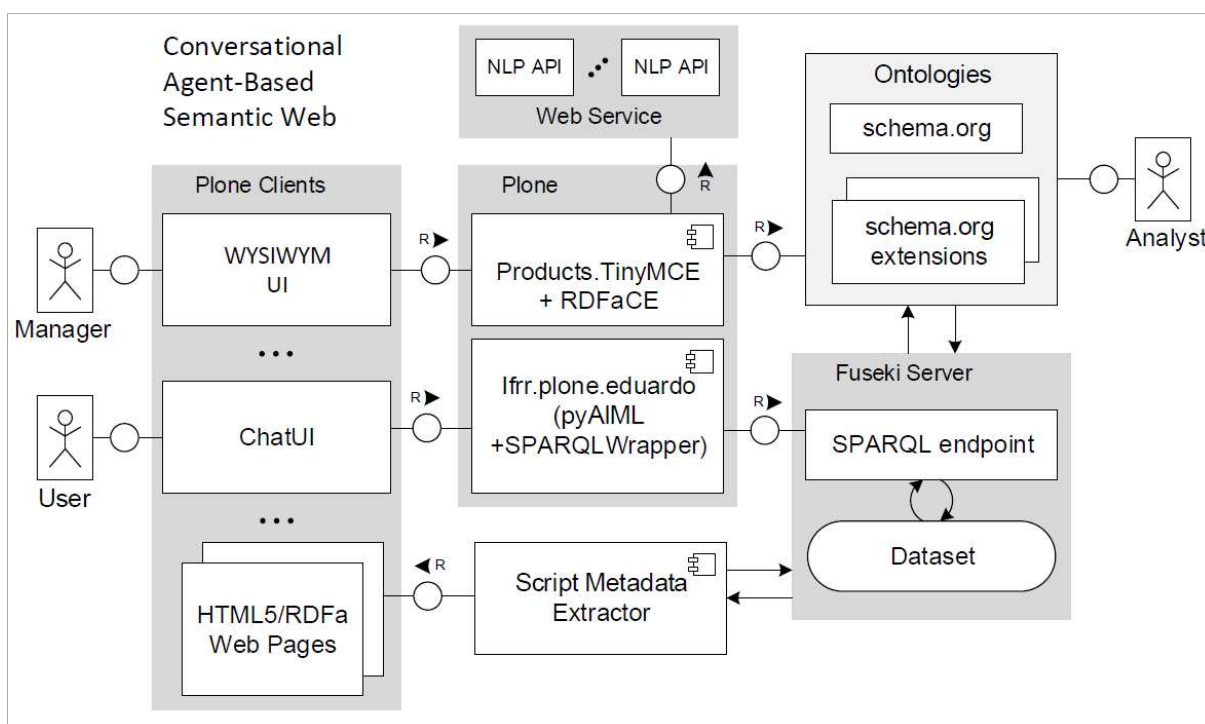 Conversational
Agent-Based
Semantic Web
NLP API
NLP API
Web Service
Ontologies
schema.org
schema.org
extensions
Analyst
Plone Clients
Plone
R
Manager
WYSIWYM
UI
R
Products.TinyMCE
+ RDFaCE
R
User
ChatUI
R
Ifrr.plone.eduardo
(pyAIML
+SPARQLWrapper)
R
Fuseki Server
SPARQL endpoint
Dataset
HTML5/RDFa
Web Pages
R
Script Metadata
Extractor